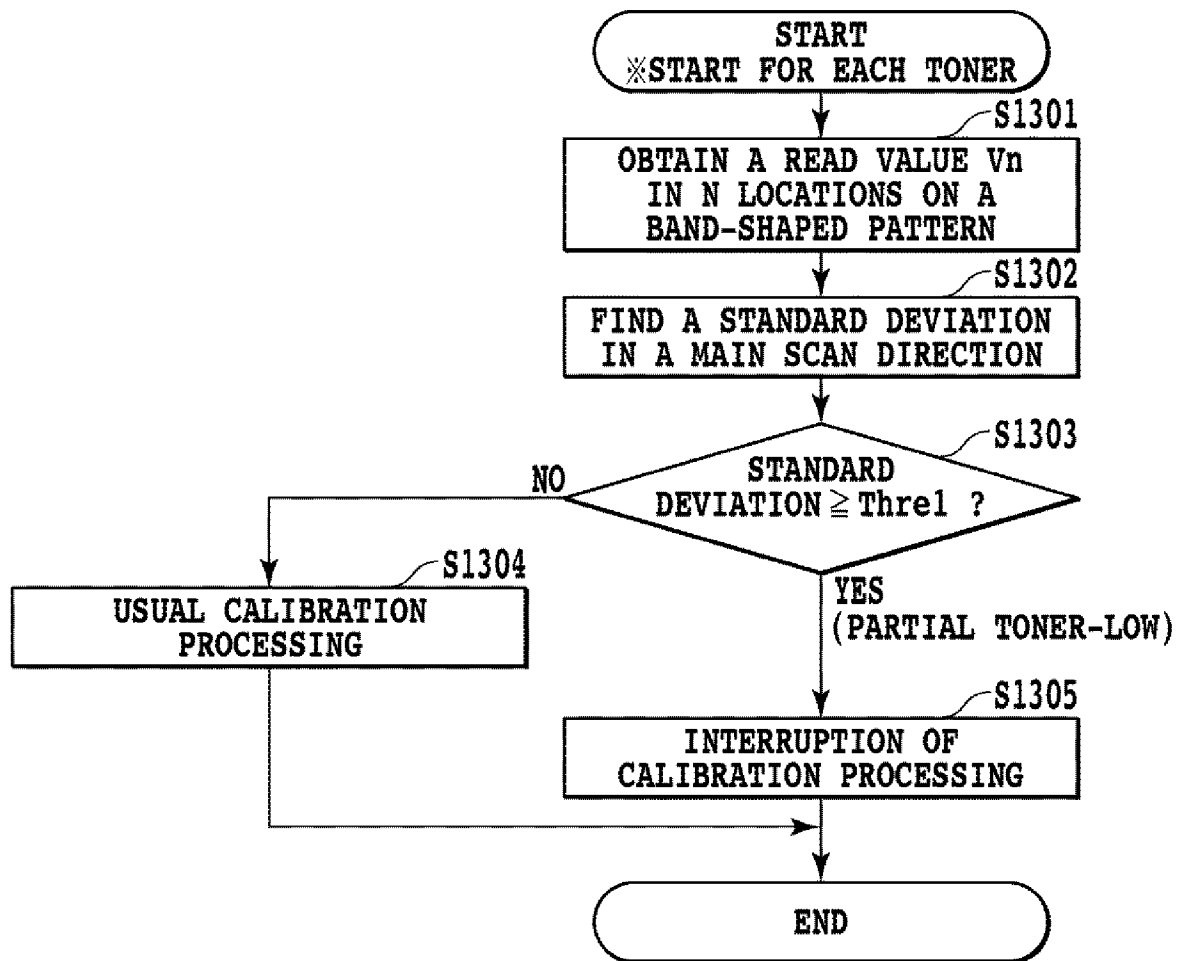 START
※START FOR EACH TONER
S1301
OBTAIN A READ VALUE Vn
IN N LOCATIONS ON A
BAND-SHAPED PATTERN
S1302
FIND A STANDARD DEVIATION
IN A MAIN SCAN DIRECTION
S1303
STANDARD
DEVIATION ≧ Thre1 ?
NO
YES
(PARTIAL TONER-LOW)
S1304
USUAL CALIBRATION
PROCESSING
S1305
INTERRUPTION OF
CALIBRATION PROCESSING
END